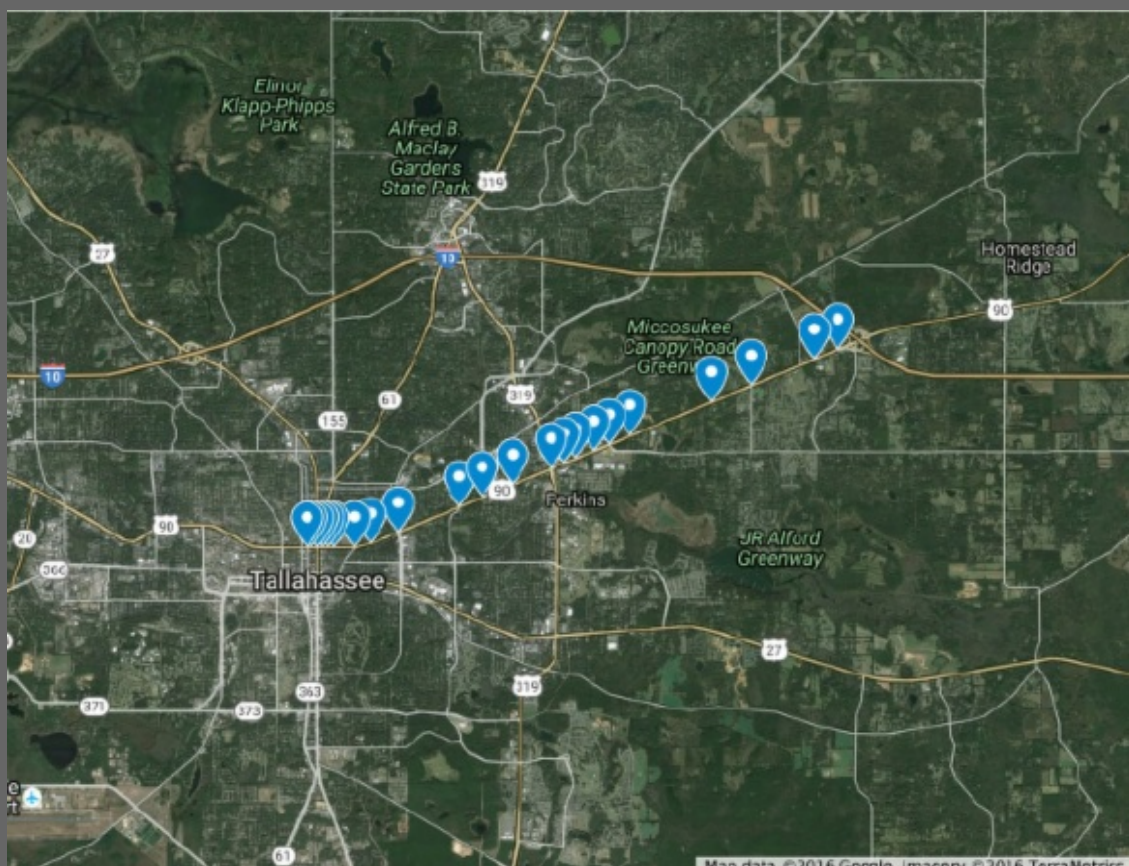 Elinor
Klapp-Phipps
Park
Alfred B.
Maclay
Gardens
State Park
319
27
10
Homestead
Ridge
90
Miccosukee
Canopy Road
10
61
319
155
90
Perkins
90
20
366
JR Alford
Greenway
Tallahassee
27
319
363
371
373
61
Map data ©2016 Google Imagery ©2016 TerraMetrics